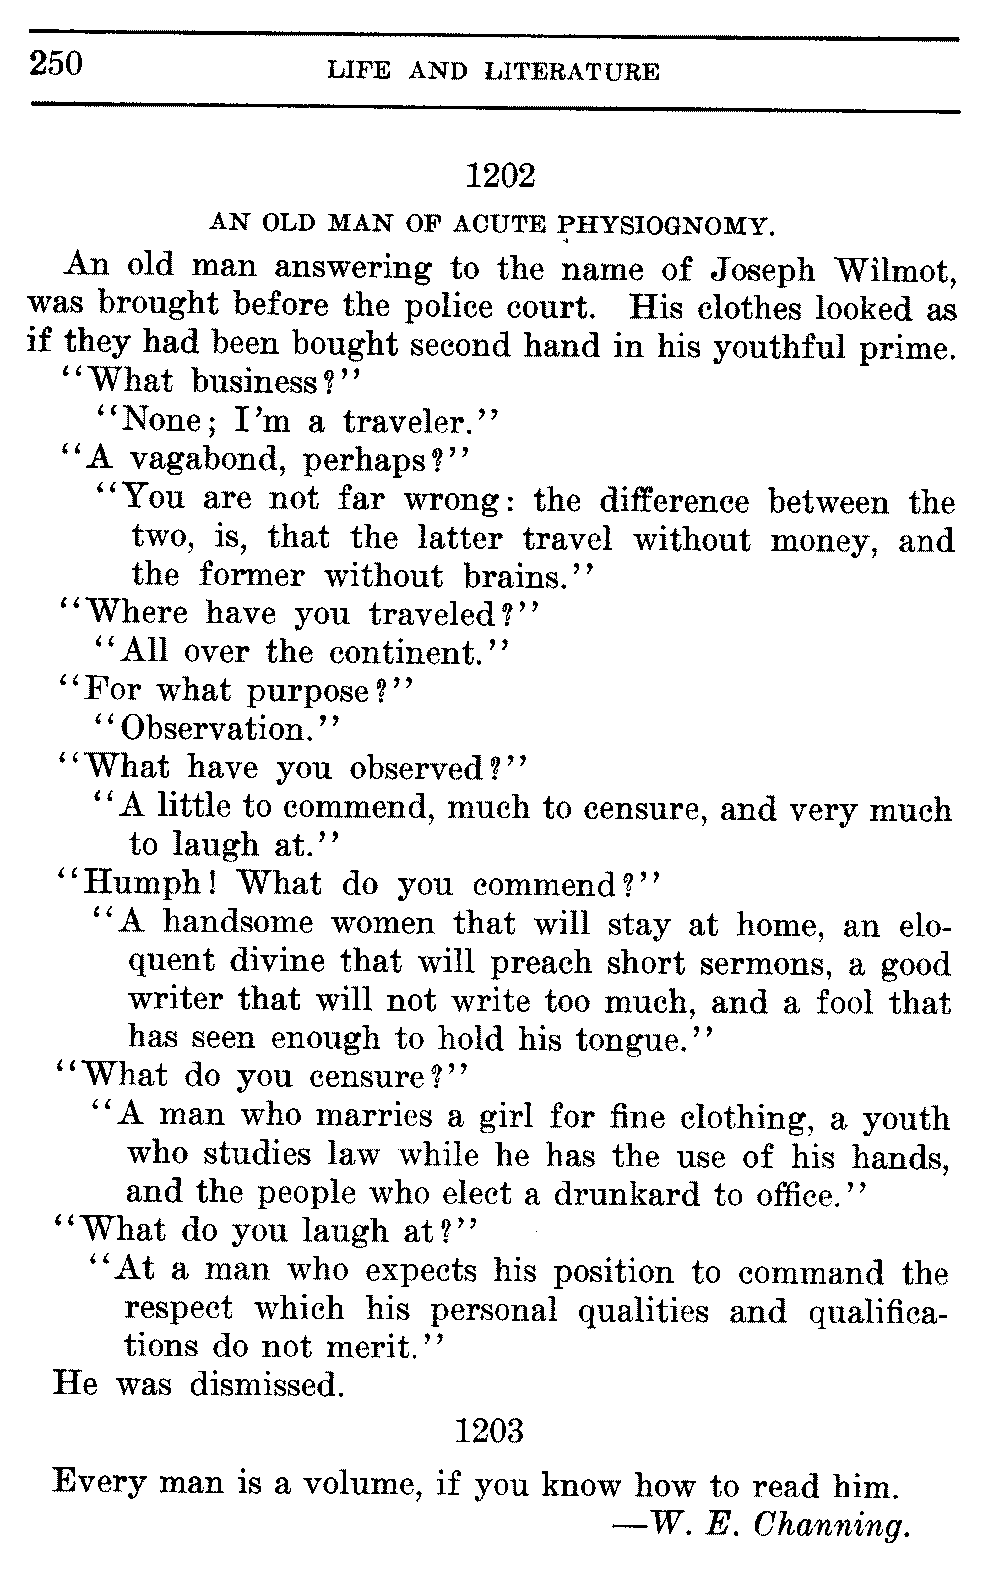 250 LIFE AND LITERATURE
1202
AN OLD MAN OF ACUTE PHYSIOGNOMY.
An old man answering to the name of Joseph Wilmot,
was brought before the police court. His clothes looked as
if they had been bought second hand in his youthful prime.
"What business?"
"None; I'm a traveler."
"A vagabond, perhaps?"
"You are not far wrong: the difference between the
two, is, that the latter travel without money, and
the former without brains."
"Where have you traveled?"
"All over the continent."
"For what purpose?"
"Observation."
"What have you observed?"
"A little to commend, much to censure, and very much
to laugh at."
"Humph! What do you commend?"
"A handsome women that will stay at home, an elo-
quent divine that will preach short sermons, a good
writer that will not write too much, and a fool that
has seen enough to hold his tongue."
"What do you censure?"
"A man who marries a girl for fine clothing, a youth
who studies law while he has the use of his hands,
and the people who elect a drunkard to office."
"What do you laugh at?"
"At a man who expects his position to command the
respect which his personal qualities and qualifica-
tions do not merit."
He was dismissed.
1203
Every man is a volume, if you know how to read him.
—W. E. Channing.